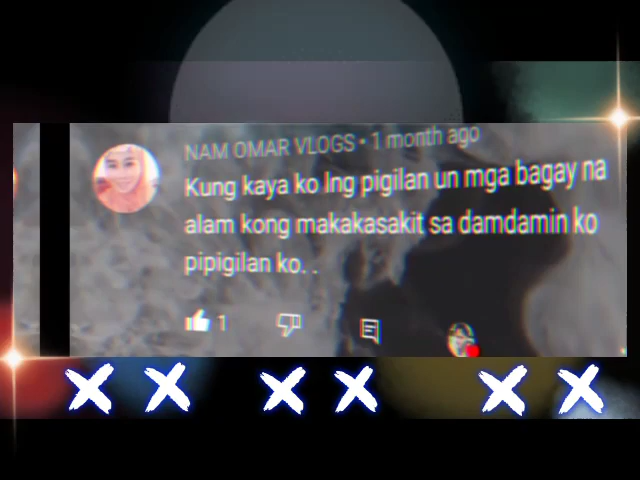 NAM OMAR VLOGS • 1 month ago
Kung kaya ko lng pigilan un mga bagay na
alam kong makakasakit sa damdamin ko
pipigilan ko. .
1